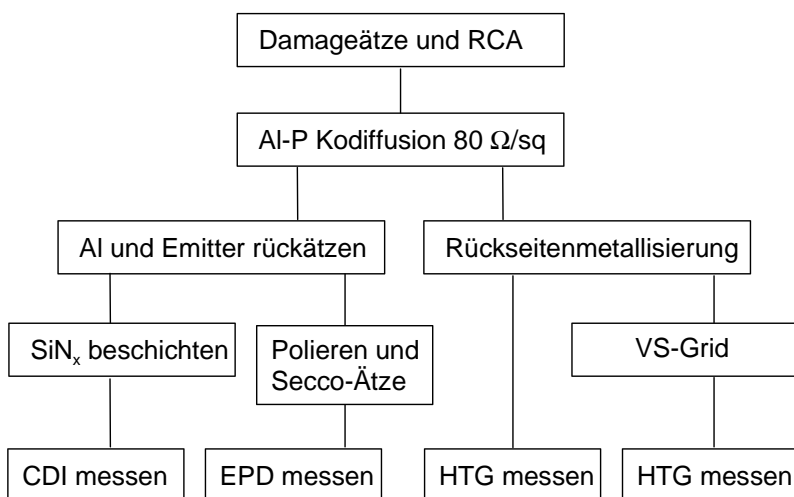 Damageätze und RCA
Al-P Kodiffusion 80 Ω/sq
Al und Emitter rückätzen
Rückseitenmetallisierung
SiNx beschichten
Polieren und
Secco-Ätze
VS-Grid
CDI messen
EPD messen
HTG messen
HTG messen